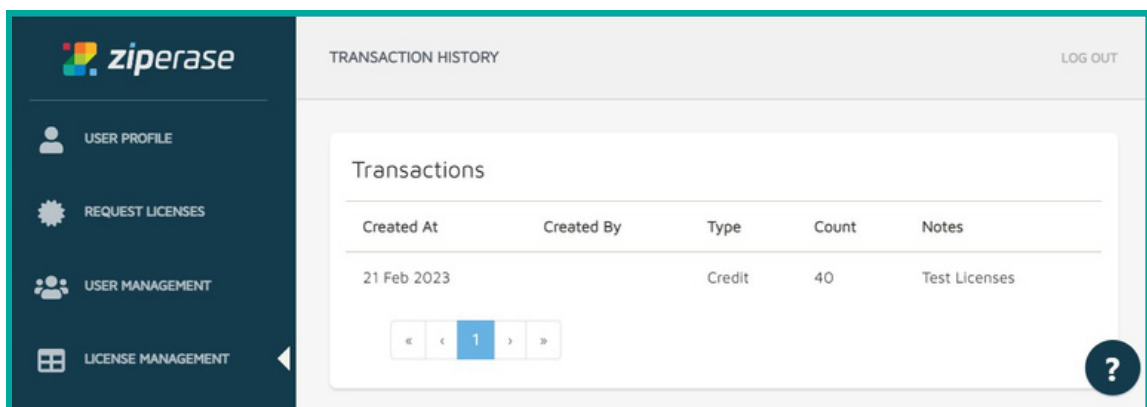 ziperase
USER PROFILE
REQUEST LICENSES
USER MANAGEMENT
LICENSE MANAGEMENT
TRANSACTION HISTORY
LOG OUT
Transactions
Created At Created By Type Count Notes
21 Feb 2023 Credit 40 Test Licenses
« ‹ 1 › »
?